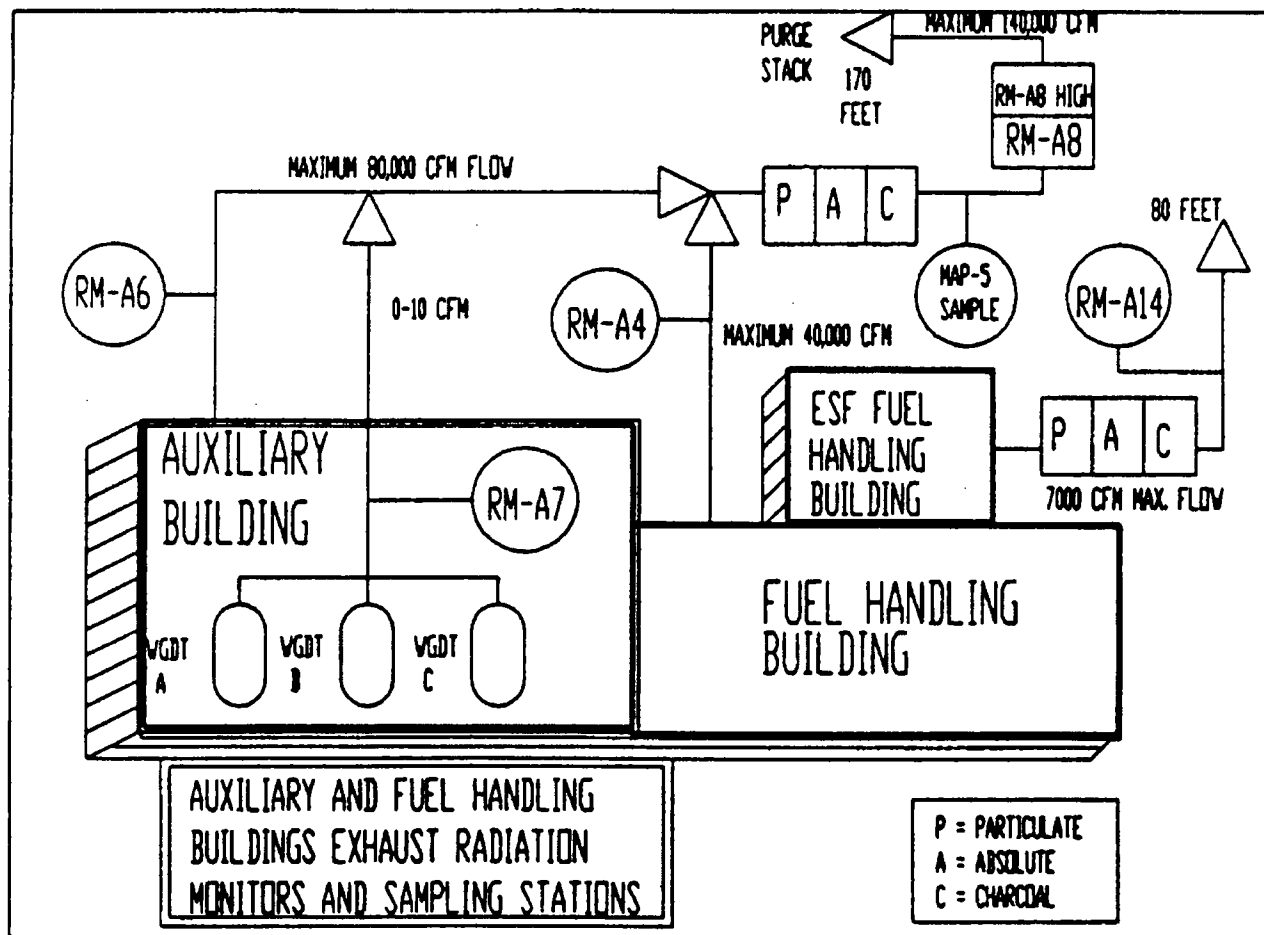 MAXIMUM 140,000 CFM
PURGE
STACK
170
FEET
RM-A8 HIGH
RM-A8
MAXIMUM 80,000 CFM FLOW
P A C
80 FEET
RM-A6
0-10 CFM
RM-A4
MAP-5
SAMPLE
RM-A14
MAXIMUM 40,000 CFM
AUXILIARY
BUILDING
RM-A7
ESF FUEL
HANDLING
BUILDING
P A C
7000 CFM MAX. FLOW
WGDT
A
WGDT
B
WGDT
C
FUEL HANDLING
BUILDING
AUXILIARY AND FUEL HANDLING
BUILDINGS EXHAUST RADIATION
MONITORS AND SAMPLING STATIONS
P = PARTICULATE
A = ABSOLUTE
C = CHARCOAL